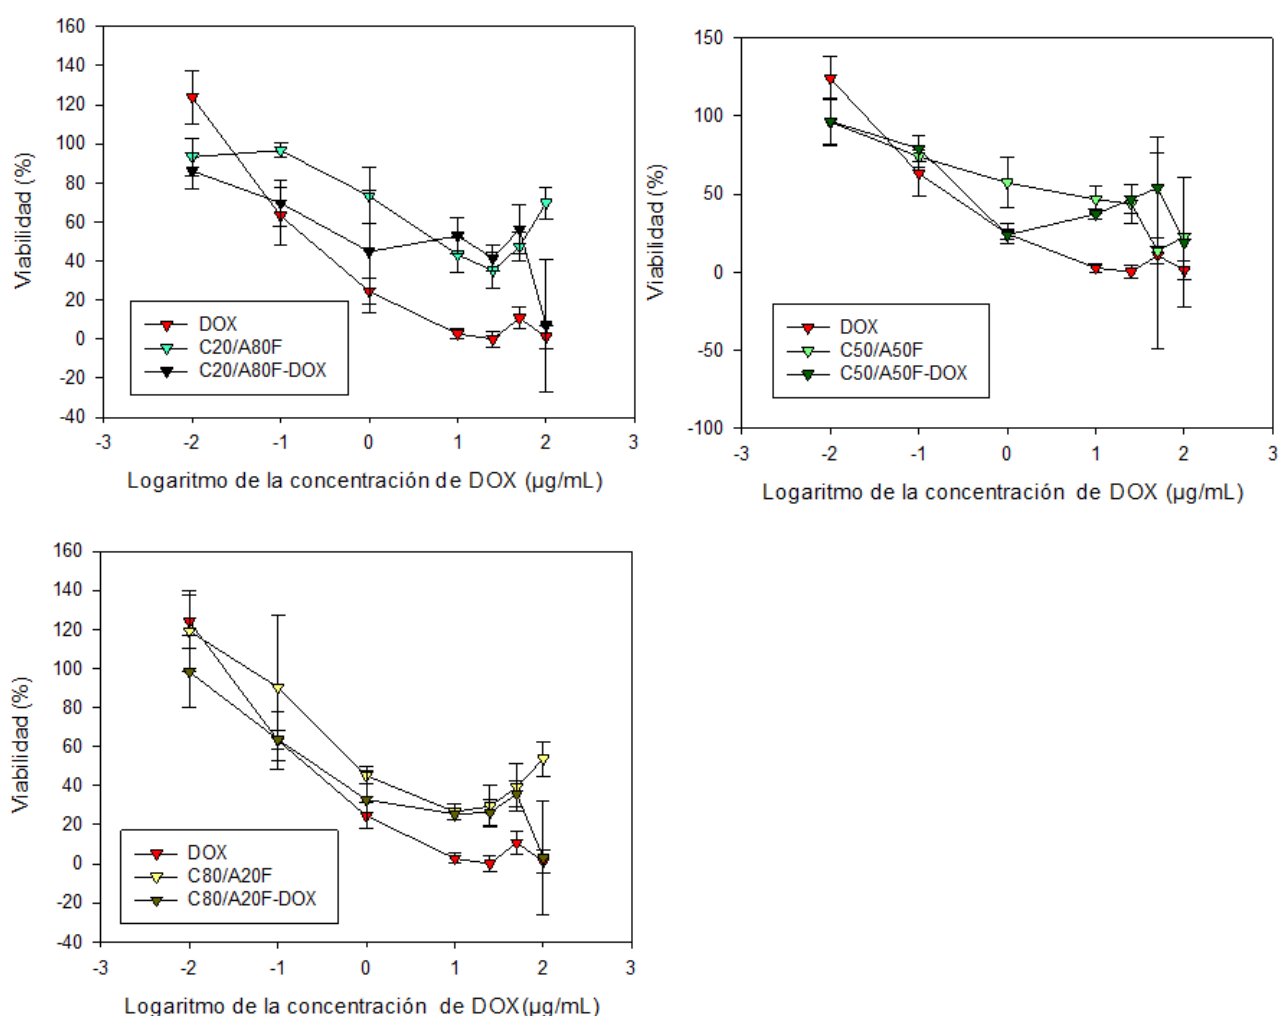 160
140
120
100
80
60
40
20
0
-20
-40
Viabilidad (%)
DOX
C20/A80F
C20/A80F-DOX
-3 -2 -1 0 1 2 3
Logaritmo de la concentración de DOX (µg/mL)
150
100
50
0
-50
-100
Viabilidad (%)
DOX
C50/A50F
C50/A50F-DOX
-3 -2 -1 0 1 2 3
Logaritmo de la concentración de DOX (µg/mL)
160
140
120
100
80
60
40
20
0
-20
-40
Viabilidad (%)
DOX
C80/A20F
C80/A20F-DOX
-3 -2 -1 0 1 2 3
Logaritmo de la concentración de DOX(µg/mL)